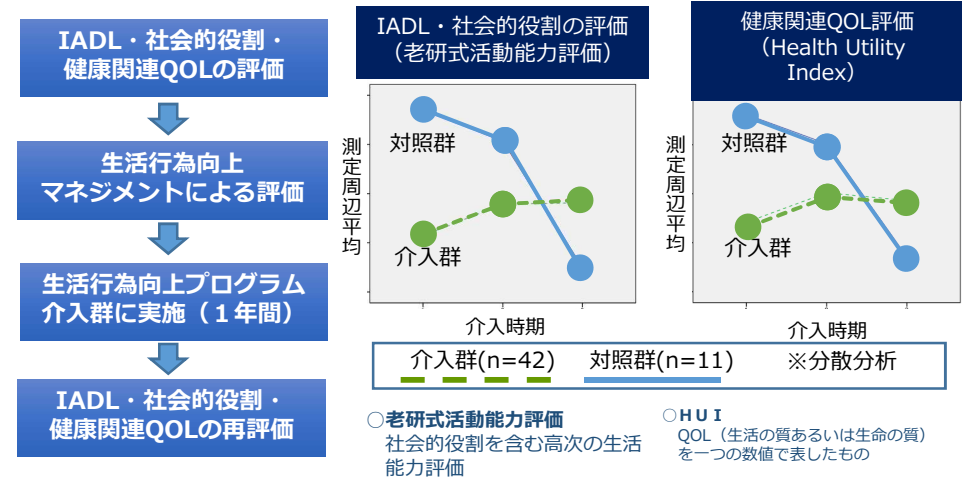 IADL・社会的役割・
健康関連QOLの評価
生活行為向上
マネジメントによる評価
生活行為向上プログラム
介入群に実施（１年間）
IADL・社会的役割・
健康関連QOLの再評価
IADL・社会的役割の評価
（老研式活動能力評価）
測定周辺平均
対照群
介入群
介入時期
健康関連QOL評価
（Health Utility
Index）
測定周辺平均
対照群
介入群
介入時期
介入群(n=42)
対照群(n=11)
※分散分析
○老研式活動能力評価
社会的役割を含む高次の生活
能力評価
○ＨＵＩ
QOL（生活の質あるいは生命の質）
を一つの数値で表したもの